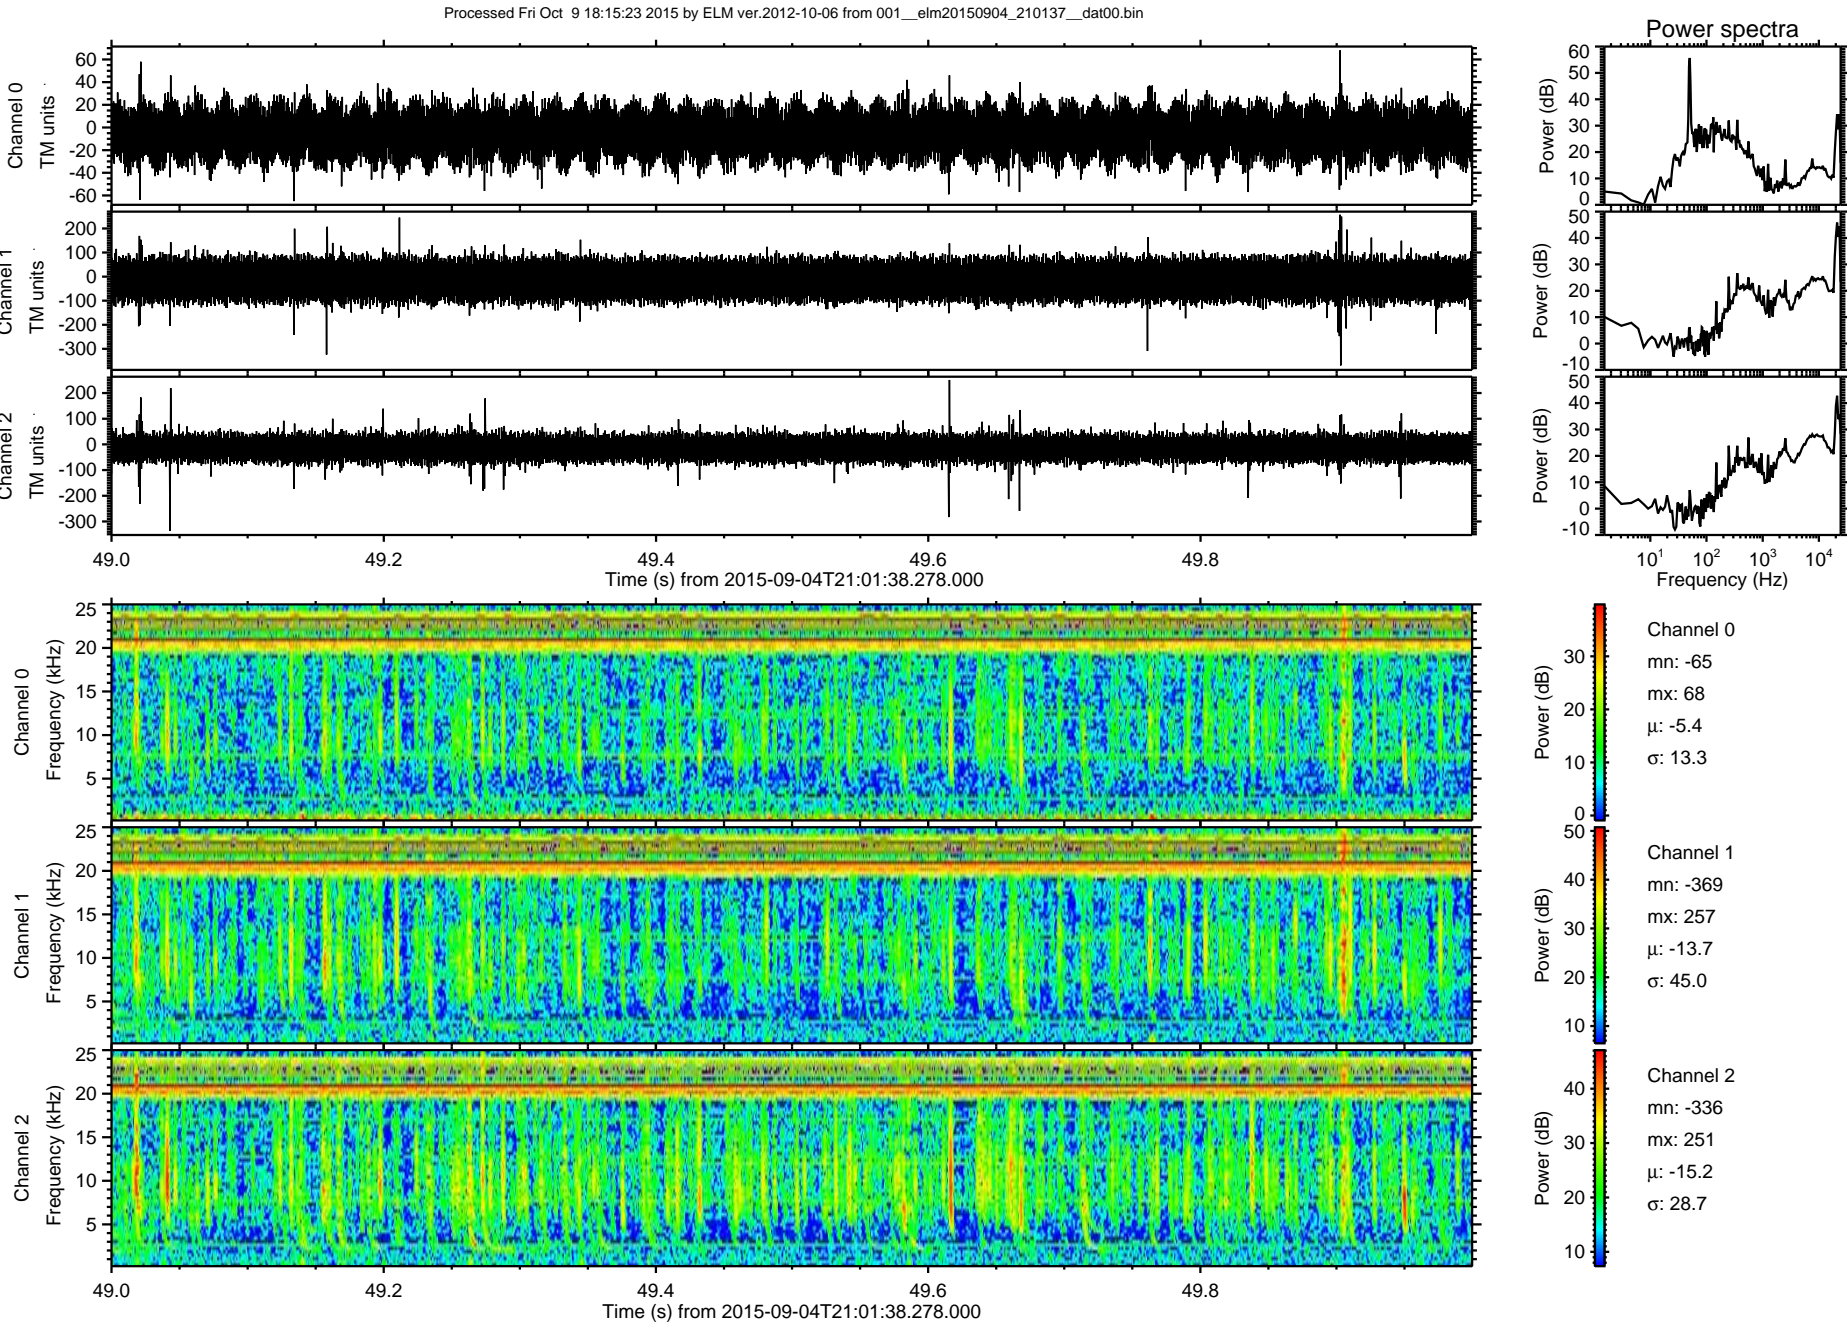 Processed Fri Oct  9 18:15:23 2015 by ELM ver.2012-10-06 from 001__elm20150904_210137__dat00.bin
Power spectra
Channel 0
TM units
60
40
20
0
-20
-40
-60
Power (dB)
60
50
40
30
20
10
0
Channel 1
TM units
200
100
0
-100
-200
-300
Power (dB)
50
40
30
20
10
0
-10
Channel 2
TM units
200
100
0
-100
-200
-300
Power (dB)
50
40
30
20
10
0
-10
49.0 49.2 49.4 49.6 49.8
Time (s) from 2015-09-04T21:01:38.278.000
10^1 10^2 10^3 10^4
Frequency (Hz)
Channel 0
Frequency (kHz)
25
20
15
10
5
Power (dB)
30
20
10
0
Channel 0
mn: -65
mx: 68
μ: -5.4
σ: 13.3
Channel 1
Frequency (kHz)
25
20
15
10
5
Power (dB)
50
40
30
20
10
Channel 1
mn: -369
mx: 257
μ: -13.7
σ: 45.0
Channel 2
Frequency (kHz)
25
20
15
10
5
Power (dB)
40
30
20
10
Channel 2
mn: -336
mx: 251
μ: -15.2
σ: 28.7
49.0 49.2 49.4 49.6 49.8
Time (s) from 2015-09-04T21:01:38.278.000